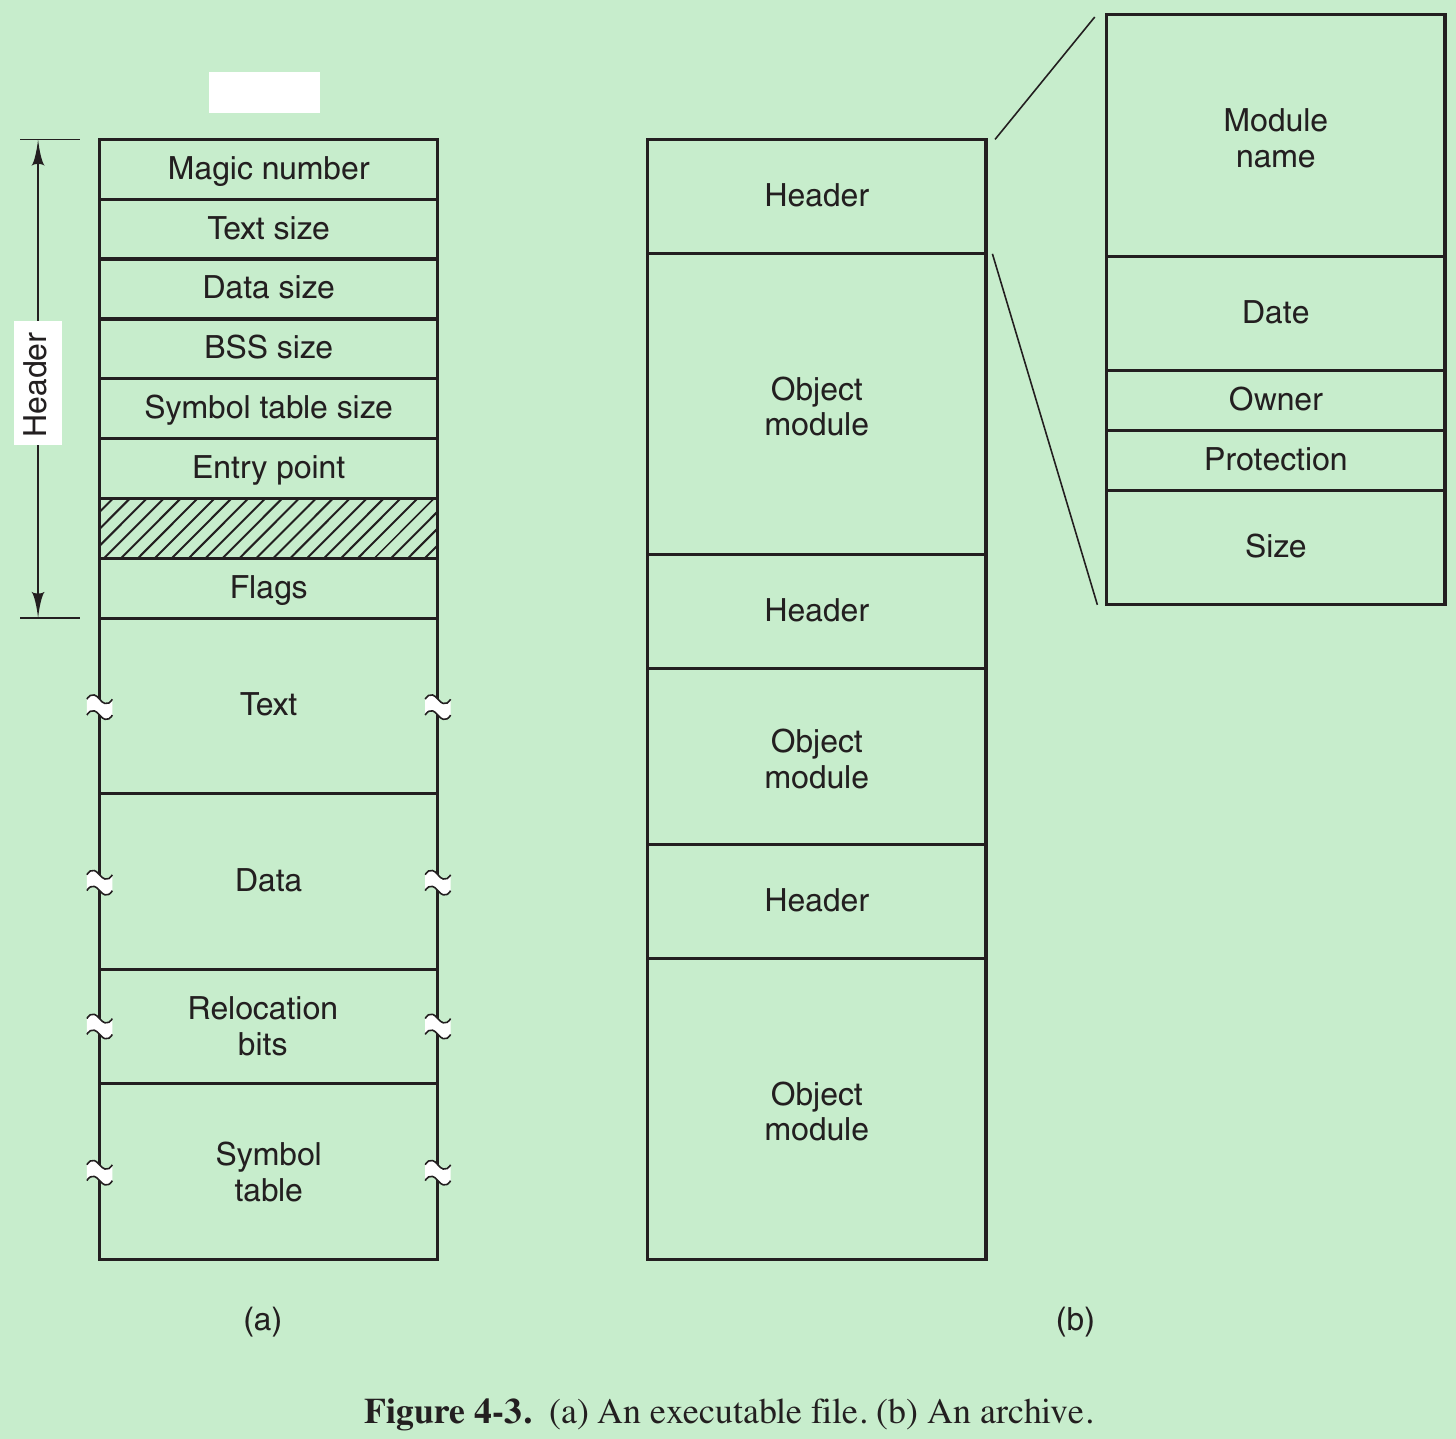 Header
Magic number
Text size
Data size
BSS size
Symbol table size
Entry point
Flags
Text
Data
Relocation
bits
Symbol
table
(a)
Header
Object
module
Header
Object
module
Header
Object
module
Module
name
Date
Owner
Protection
Size
(b)
Figure 4-3. (a) An executable file. (b) An archive.